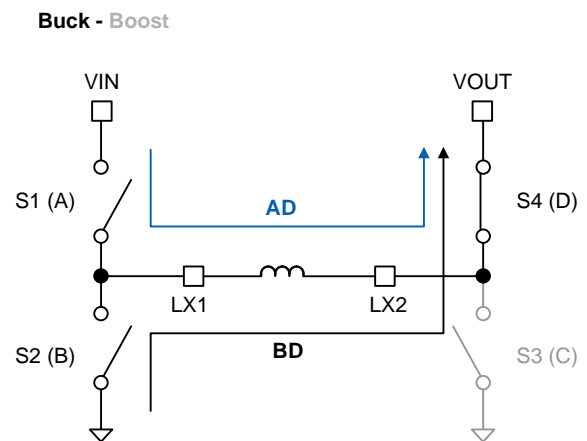 Buck - Boost
VIN
VOUT
S1 (A)
AD
S4 (D)
LX1
LX2
S2 (B)
BD
S3 (C)